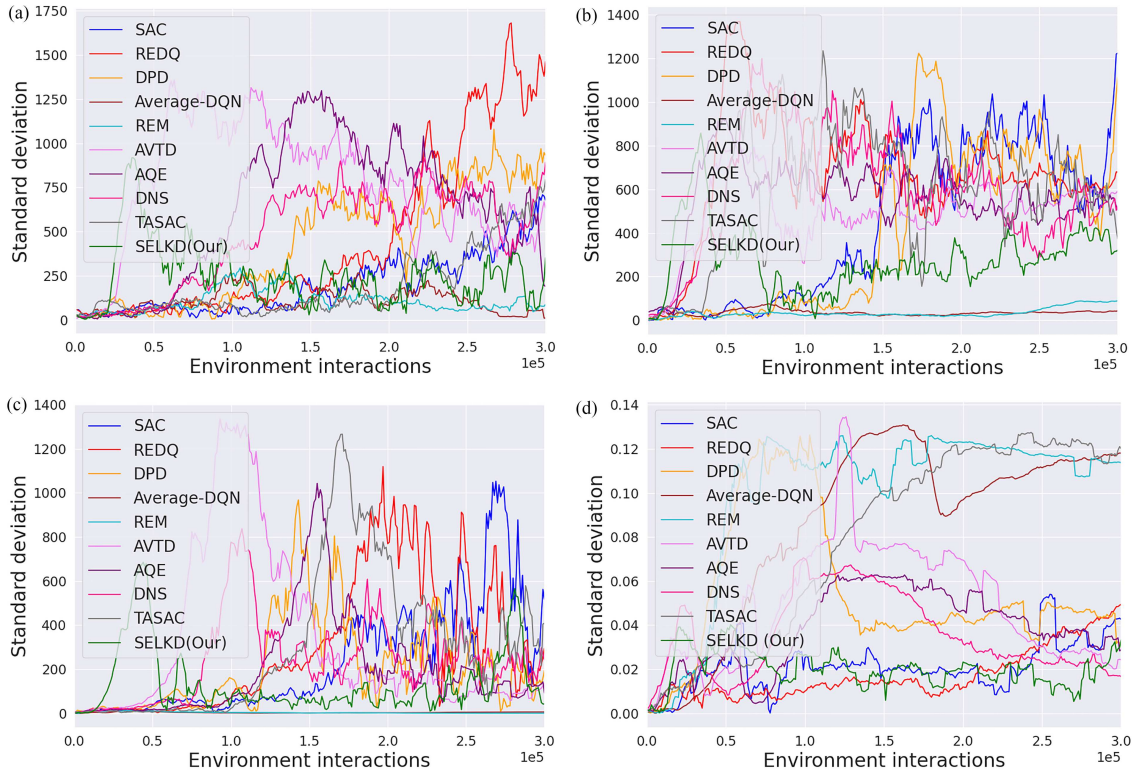 (a)
1750
1500
1250
1000
750
500
250
0
Standard deviation
SAC
REDQ
DPD
Average-DQN
REM
AVTD
AQE
DNS
TASAC
SELKD(Our)
0.0 0.5 1.0 1.5 2.0 2.5 3.0
1e5
Environment interactions
(b)
1400
1200
1000
800
600
400
200
0
Standard deviation
SAC
REDQ
DPD
Average-DQN
REM
AVTD
AQE
DNS
TASAC
SELKD(Our)
0.0 0.5 1.0 1.5 2.0 2.5 3.0
1e5
Environment interactions
(c)
1400
1200
1000
800
600
400
200
0
Standard deviation
SAC
REDQ
DPD
Average-DQN
REM
AVTD
AQE
DNS
TASAC
SELKD(Our)
0.0 0.5 1.0 1.5 2.0 2.5 3.0
1e5
Environment interactions
(d)
0.14
0.12
0.10
0.08
0.06
0.04
0.02
0.00
Standard deviation
SAC
REDQ
DPD
Average-DQN
REM
AVTD
AQE
DNS
TASAC
SELKD (Our)
0.0 0.5 1.0 1.5 2.0 2.5 3.0
1e5
Environment interactions